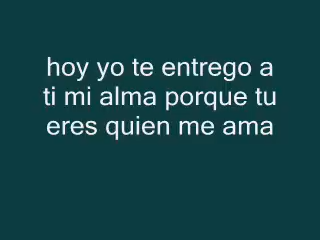 hoy yo te entrego a
ti mi alma porque tu
eres quien me ama